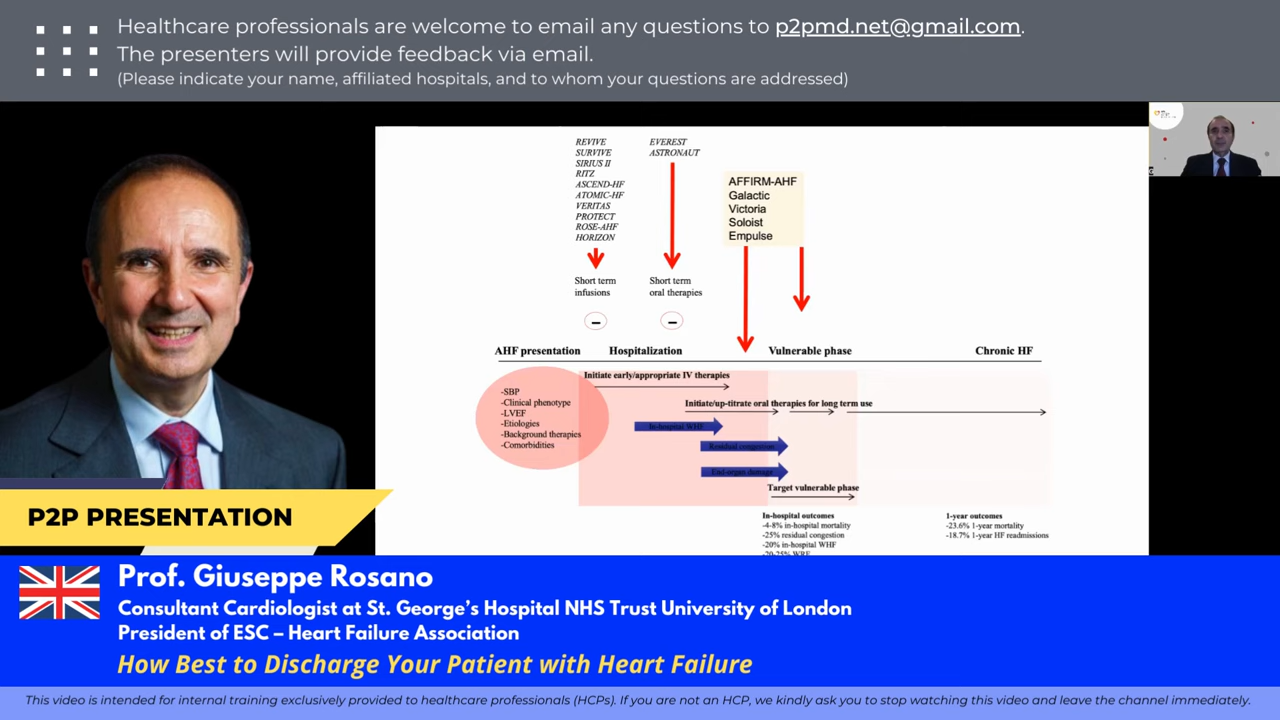 Healthcare professionals are welcome to email any questions to p2pmd.net@gmail.com.
The presenters will provide feedback via email.
(Please indicate your name, affiliated hospitals, and to whom your questions are addressed)
REVIVE
SURVIVE
SIRIUS II
RITZ
ASCEND-HF
ATOMIC-HF
VERITAS
PROTECT
ROSE-AHF
HORIZON
EVEREST
ASTRONAUT
AFFIRM-AHF
Galactic
Victoria
Soloist
Empulse
Short term
infusions
Short term
oral therapies
–
–
AHF presentation
Hospitalization
Vulnerable phase
Chronic HF
Initiate early/appropriate IV therapies
-SBP
-Clinical phenotype
-LVEF
-Etiologies
-Background therapies
-Comorbidities
Initiate/up-titrate oral therapies for long term use
In-hospital WHF
Residual congestion
End-organ damage
Target vulnerable phase
In-hospital outcomes
-4-8% in-hospital mortality
-25% residual congestion
-20% in-hospital WHF
-20-25% WRF
1-year outcomes
-23.6% 1-year mortality
-18.7% 1-year HF readmissions
P2P PRESENTATION
Prof. Giuseppe Rosano
Consultant Cardiologist at St. George's Hospital NHS Trust University of London
President of ESC – Heart Failure Association
How Best to Discharge Your Patient with Heart Failure
This video is intended for internal training exclusively provided to healthcare professionals (HCPs). If you are not an HCP, we kindly ask you to stop watching this video and leave the channel immediately.